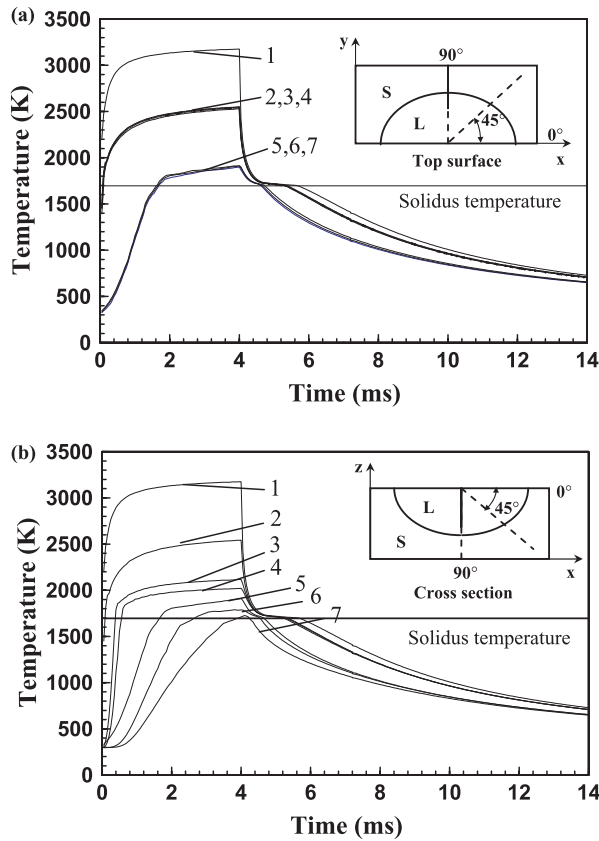 (a)
3500
3000
2500
2000
1500
1000
500
0
Temperature (K)
1
2,3,4
5,6,7
Solidus temperature
y
90°
S
L
45°
0°
x
Top surface
0 2 4 6 8 10 12 14
Time (ms)
(b)
3500
3000
2500
2000
1500
1000
500
0
Temperature (K)
1
2
3
4
5
6
7
Solidus temperature
z
0°
L
45°
S
90°
x
Cross section
0 2 4 6 8 10 12 14
Time (ms)